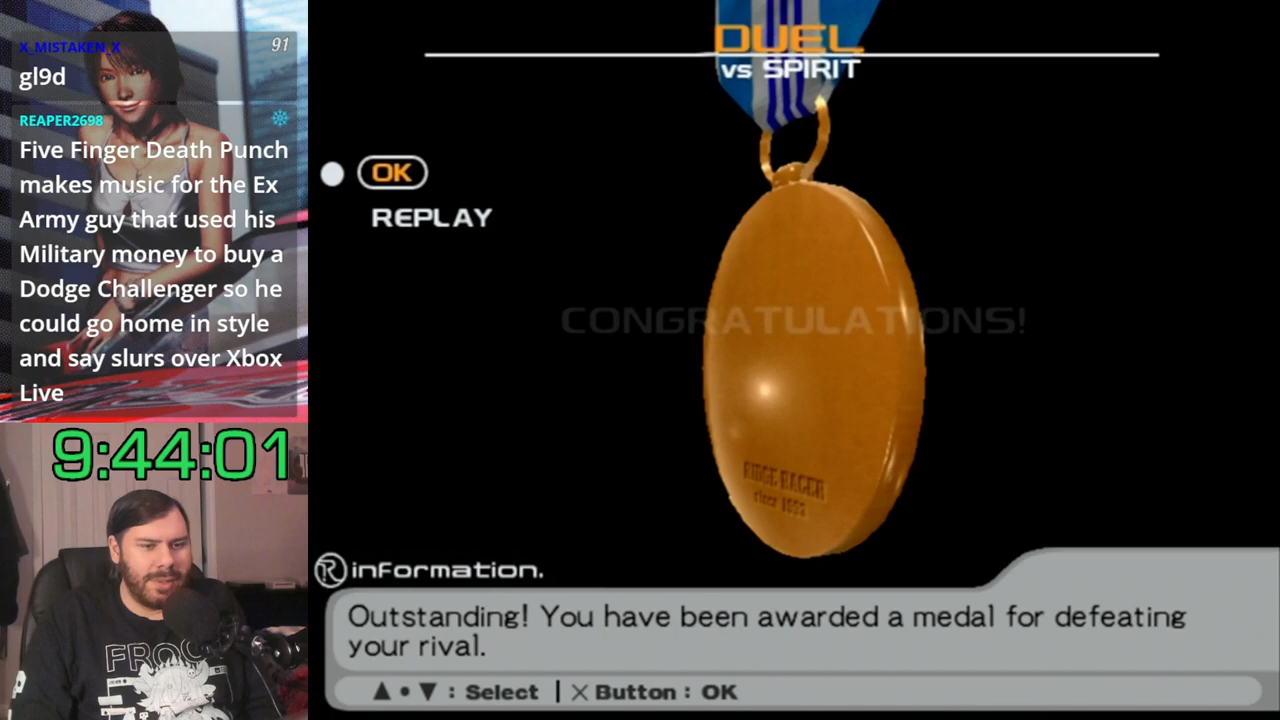 X_MISTAKEN_X
91
gl9d
REAPER2698
Five Finger Death Punch
makes music for the Ex
Army guy that used his
Military money to buy a
Dodge Challenger so he
could go home in style
and say slurs over Xbox
Live
9:44:01
FROG
DUEL
vs SPIRIT
OK
REPLAY
CONGRATULATIONS!
RIDGE RACER
since 1993
R information.
Outstanding! You have been awarded a medal for defeating
your rival.
▲•▼ : Select | ×Button : OK